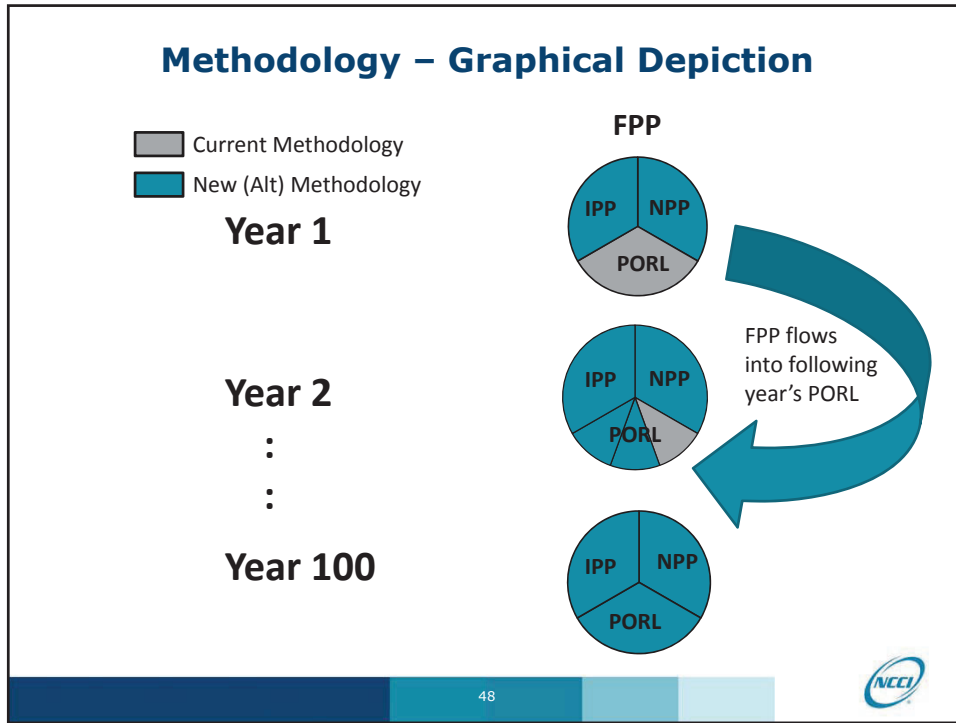 Methodology – Graphical Depiction
Current Methodology
New (Alt) Methodology
FPP
Year 1
IPP
NPP
PORL
FPP flows
into following
year's PORL
Year 2
IPP
NPP
PORL
:
:
Year 100
IPP
NPP
PORL
48
NCCI